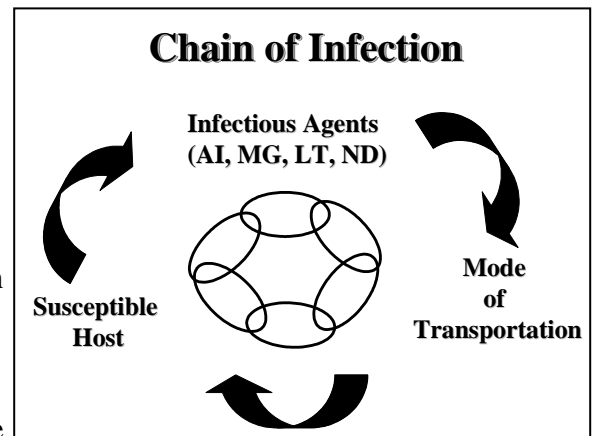 Chain of Infection
Infectious Agents
(AI, MG, LT, ND)
Mode
of
Transportation
Susceptible
Host